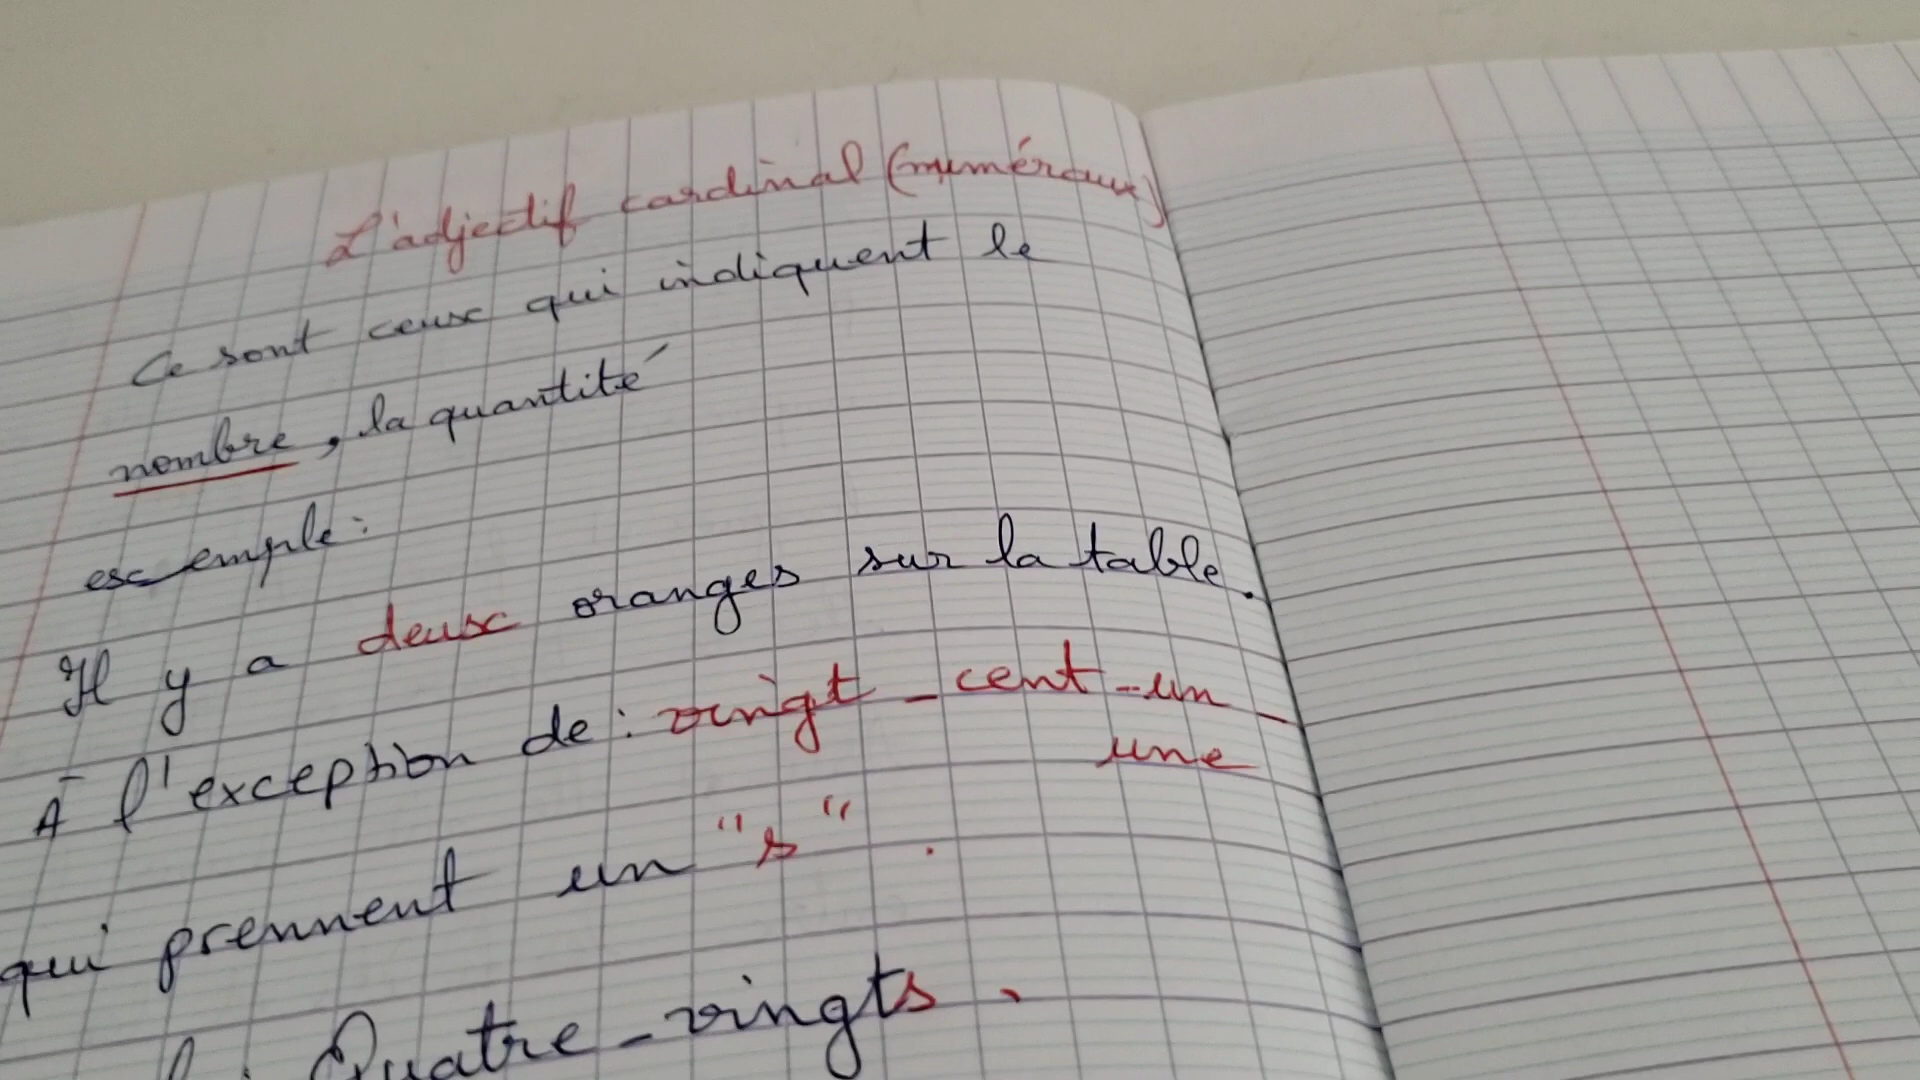 L'adjectif cardinal (numéraux)
Ce sont ceux qui indiquent le
nombre, la quantité
exemple:
Il y a deux oranges sur la table.
À l'exception de: vingt - cent - un -
une
qui prennent un "s".
Quatre-vingts.